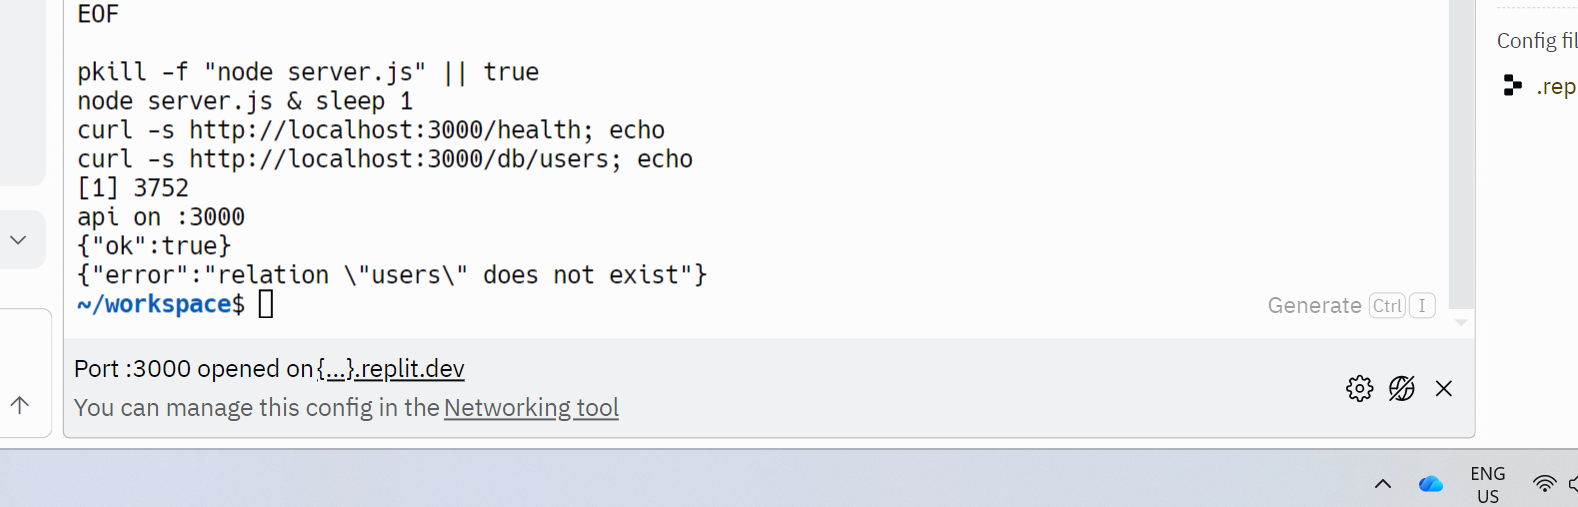 EOF
pkill -f "node server.js" || true
node server.js & sleep 1
curl -s http://localhost:3000/health; echo
curl -s http://localhost:3000/db/users; echo
[1] 3752
api on :3000
{"ok":true}
{"error":"relation \"users\" does not exist"}
~/workspace$
Generate Ctrl I
Port :3000 opened on {...}.replit.dev
You can manage this config in the Networking tool
Config fil
.rep
ENG
US